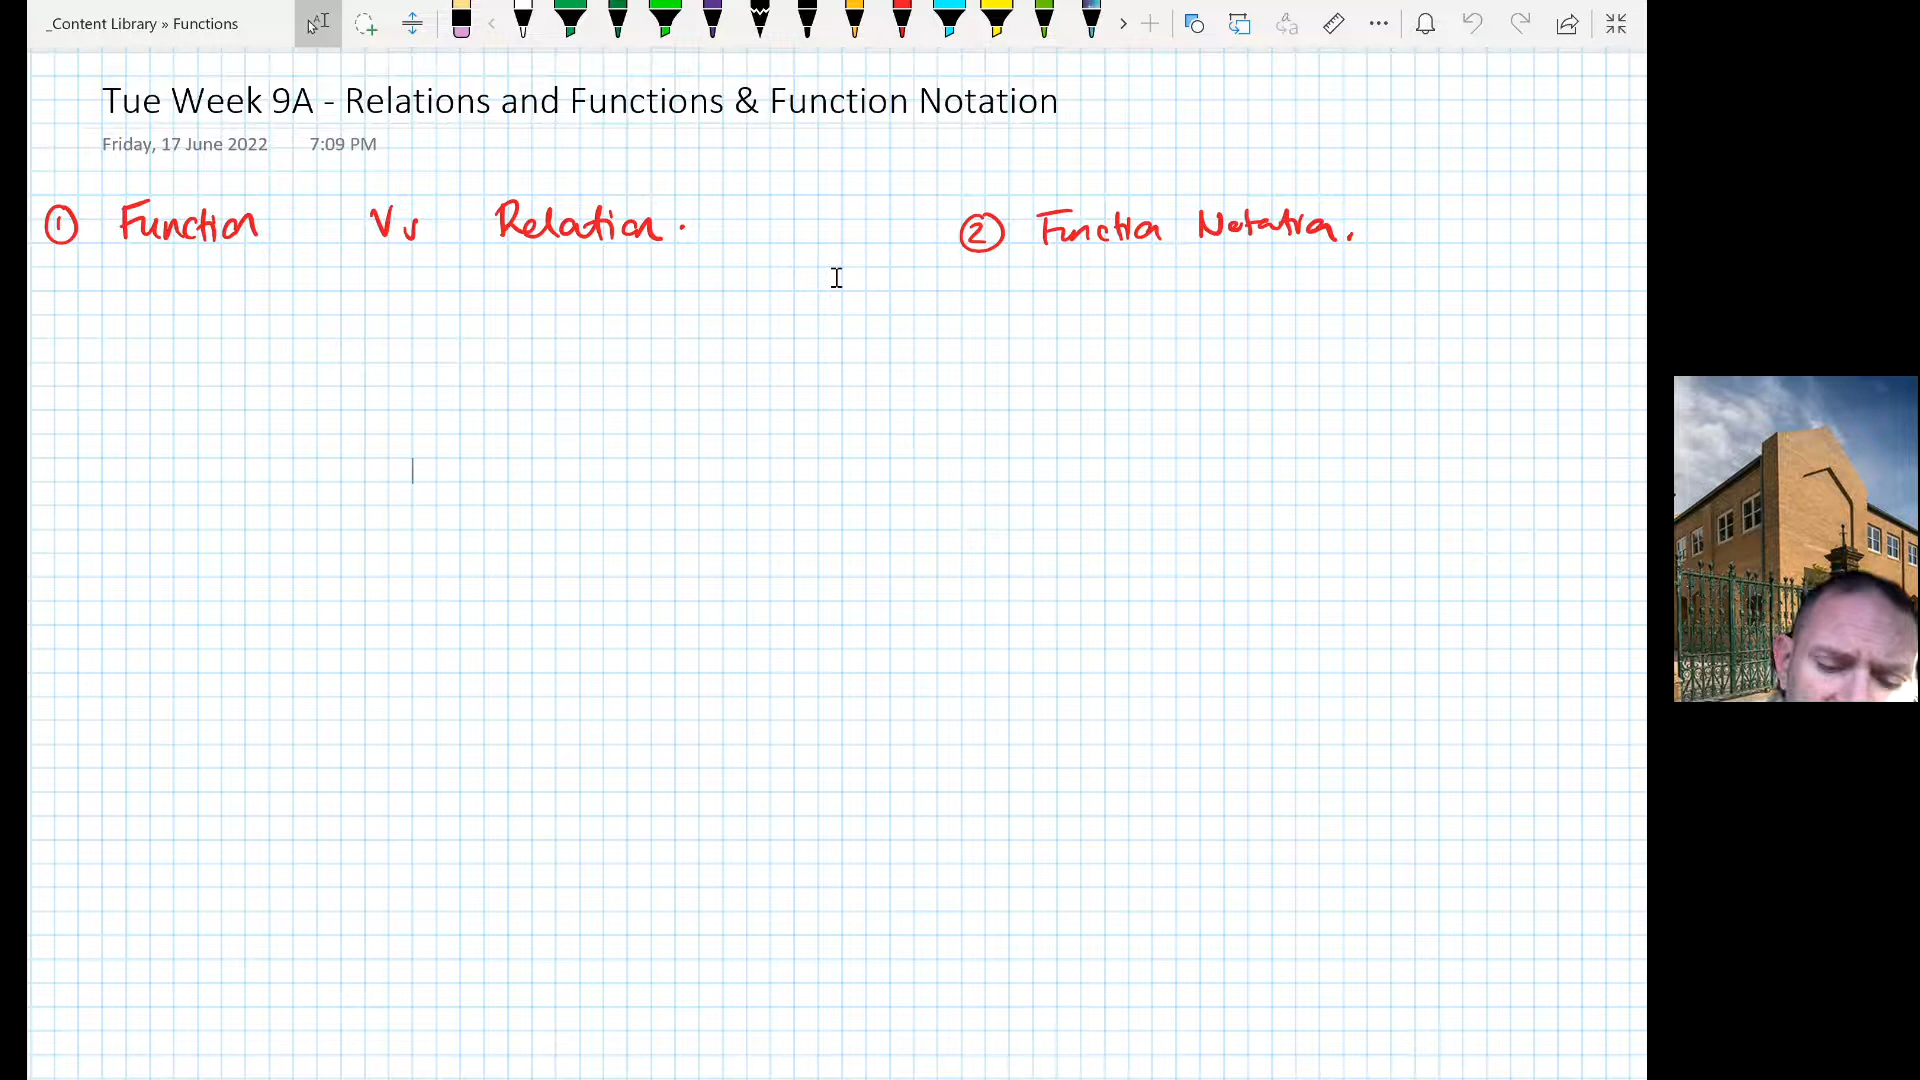 _Content Library » Functions
Tue Week 9A - Relations and Functions & Function Notation
Friday, 17 June 2022 7:09 PM
① Function Vs Relation.
② Function Notation.